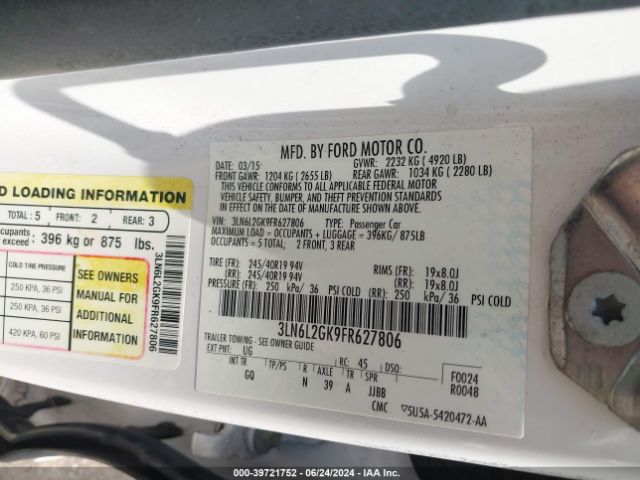 D LOADING INFORMATION
TOTAL: 5 FRONT: 2 REAR: 3
cupants
exceed: 396 kg or 875 lbs.
COLD TIRE PRESSURE
250 KPA, 36 PSI
250 KPA, 36 PSI
420 KPA, 60 PSI
SEE OWNERS
MANUAL FOR
ADDITIONAL
INFORMATION
3LN6L2GK9FR627806
MFD. BY FORD MOTOR CO.
DATE: 03/15 GVWR: 2232 KG ( 4920 LB)
FRONT GAWR: 1204 KG ( 2655 LB) REAR GAWR: 1034 KG ( 2280 LB)
THIS VEHICLE CONFORMS TO ALL APPLICABLE FEDERAL MOTOR
VEHICLE SAFETY, BUMPER, AND THEFT PREVENTION STANDARDS
IN EFFECT ON THE DATE OF MANUFACTURE SHOWN ABOVE.
VIN: 3LN6L2GK9FR627806 TYPE: Passenger Car
MAXIMUM LOAD = OCCUPANTS + LUGGAGE = 396KG/ 875LB
OCCUPANTS = 5 TOTAL; 2 FRONT, 3 REAR
TIRE (FR): 245/40R19 94V RIMS (FR): 19x8.0J
(RR): 245/40R19 94V (RR): 19x8.0J
PRESSURE (FR): 250 kPa/ 36 (RR) 250 kPa/36 PSI COLD
3LN6L2GK9FR627806
TRAILER TOWING - SEE OWNER GUIDE
EXT PNT: UG RC: 45 DSO:
INT TR TP/PS R AXLE TR F0024
GQ N 39 A JJBB R0048
CMC 5USA-5420472-AA
000-39721752 | 06/24/2024 | IAA Inc.